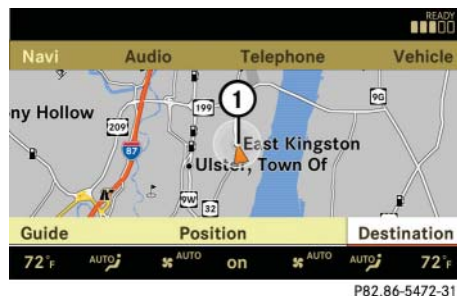 READY
Navi Audio Telephone Vehicle
ny Hollow
209
199
1
9G
87
East Kingston
Ulster, Town Of
9W
32
Guide Position Destination
72°F AUTO AUTO on AUTO AUTO 72°F
P82.86-5472-31